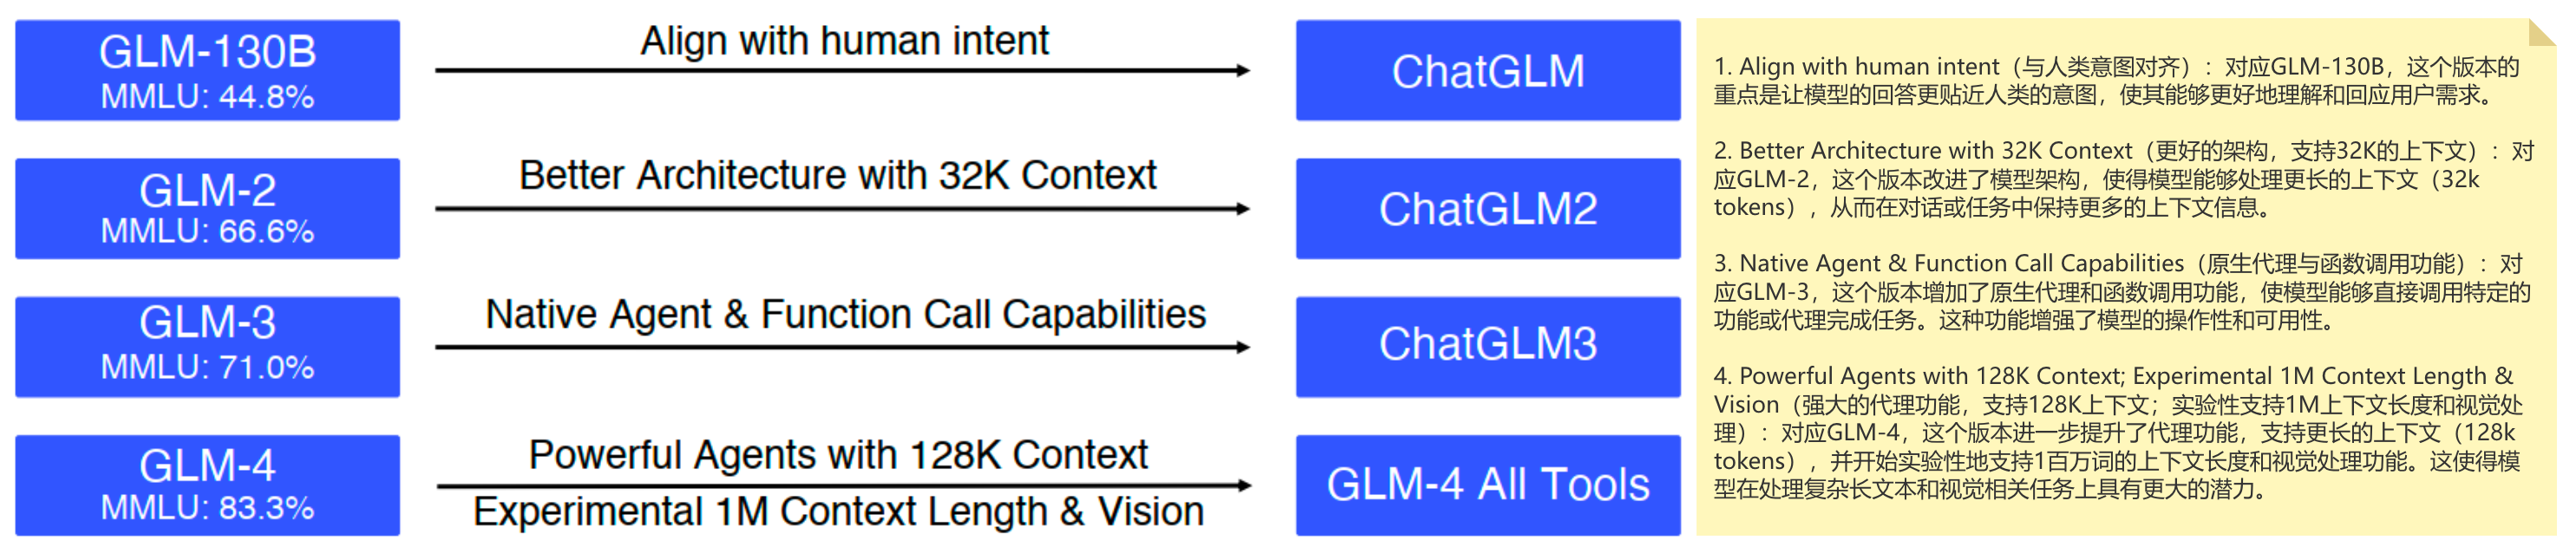 GLM-130B
MMLU: 44.8%
Align with human intent
ChatGLM
GLM-2
MMLU: 66.6%
Better Architecture with 32K Context
ChatGLM2
GLM-3
MMLU: 71.0%
Native Agent & Function Call Capabilities
ChatGLM3
GLM-4
MMLU: 83.3%
Powerful Agents with 128K Context
Experimental 1M Context Length & Vision
GLM-4 All Tools
1. Align with human intent（与人类意图对齐）：对应GLM-130B，这个版本的
重点是让模型的回答更贴近人类的意图，使其能够更好地理解和回应用户需求。
2. Better Architecture with 32K Context（更好的架构，支持32K的上下文）：对
应GLM-2，这个版本改进了模型架构，使得模型能够处理更长的上下文（32k
tokens），从而在对话或任务中保持更多的上下文信息。
3. Native Agent & Function Call Capabilities（原生代理与函数调用功能）：对
应GLM-3，这个版本增加了原生代理和函数调用功能，使模型能够直接调用特定的
功能或代理完成任务。这种功能增强了模型的操作性和可用性。
4. Powerful Agents with 128K Context; Experimental 1M Context Length &
Vision（强大的代理功能，支持128K上下文；实验性支持1M上下文长度和视觉处
理）：对应GLM-4，这个版本进一步提升了代理功能，支持更长的上下文（128k
tokens），并开始实验性地支持1百万词的上下文长度和视觉处理功能。这使得模
型在处理复杂长文本和视觉相关任务上具有更大的潜力。